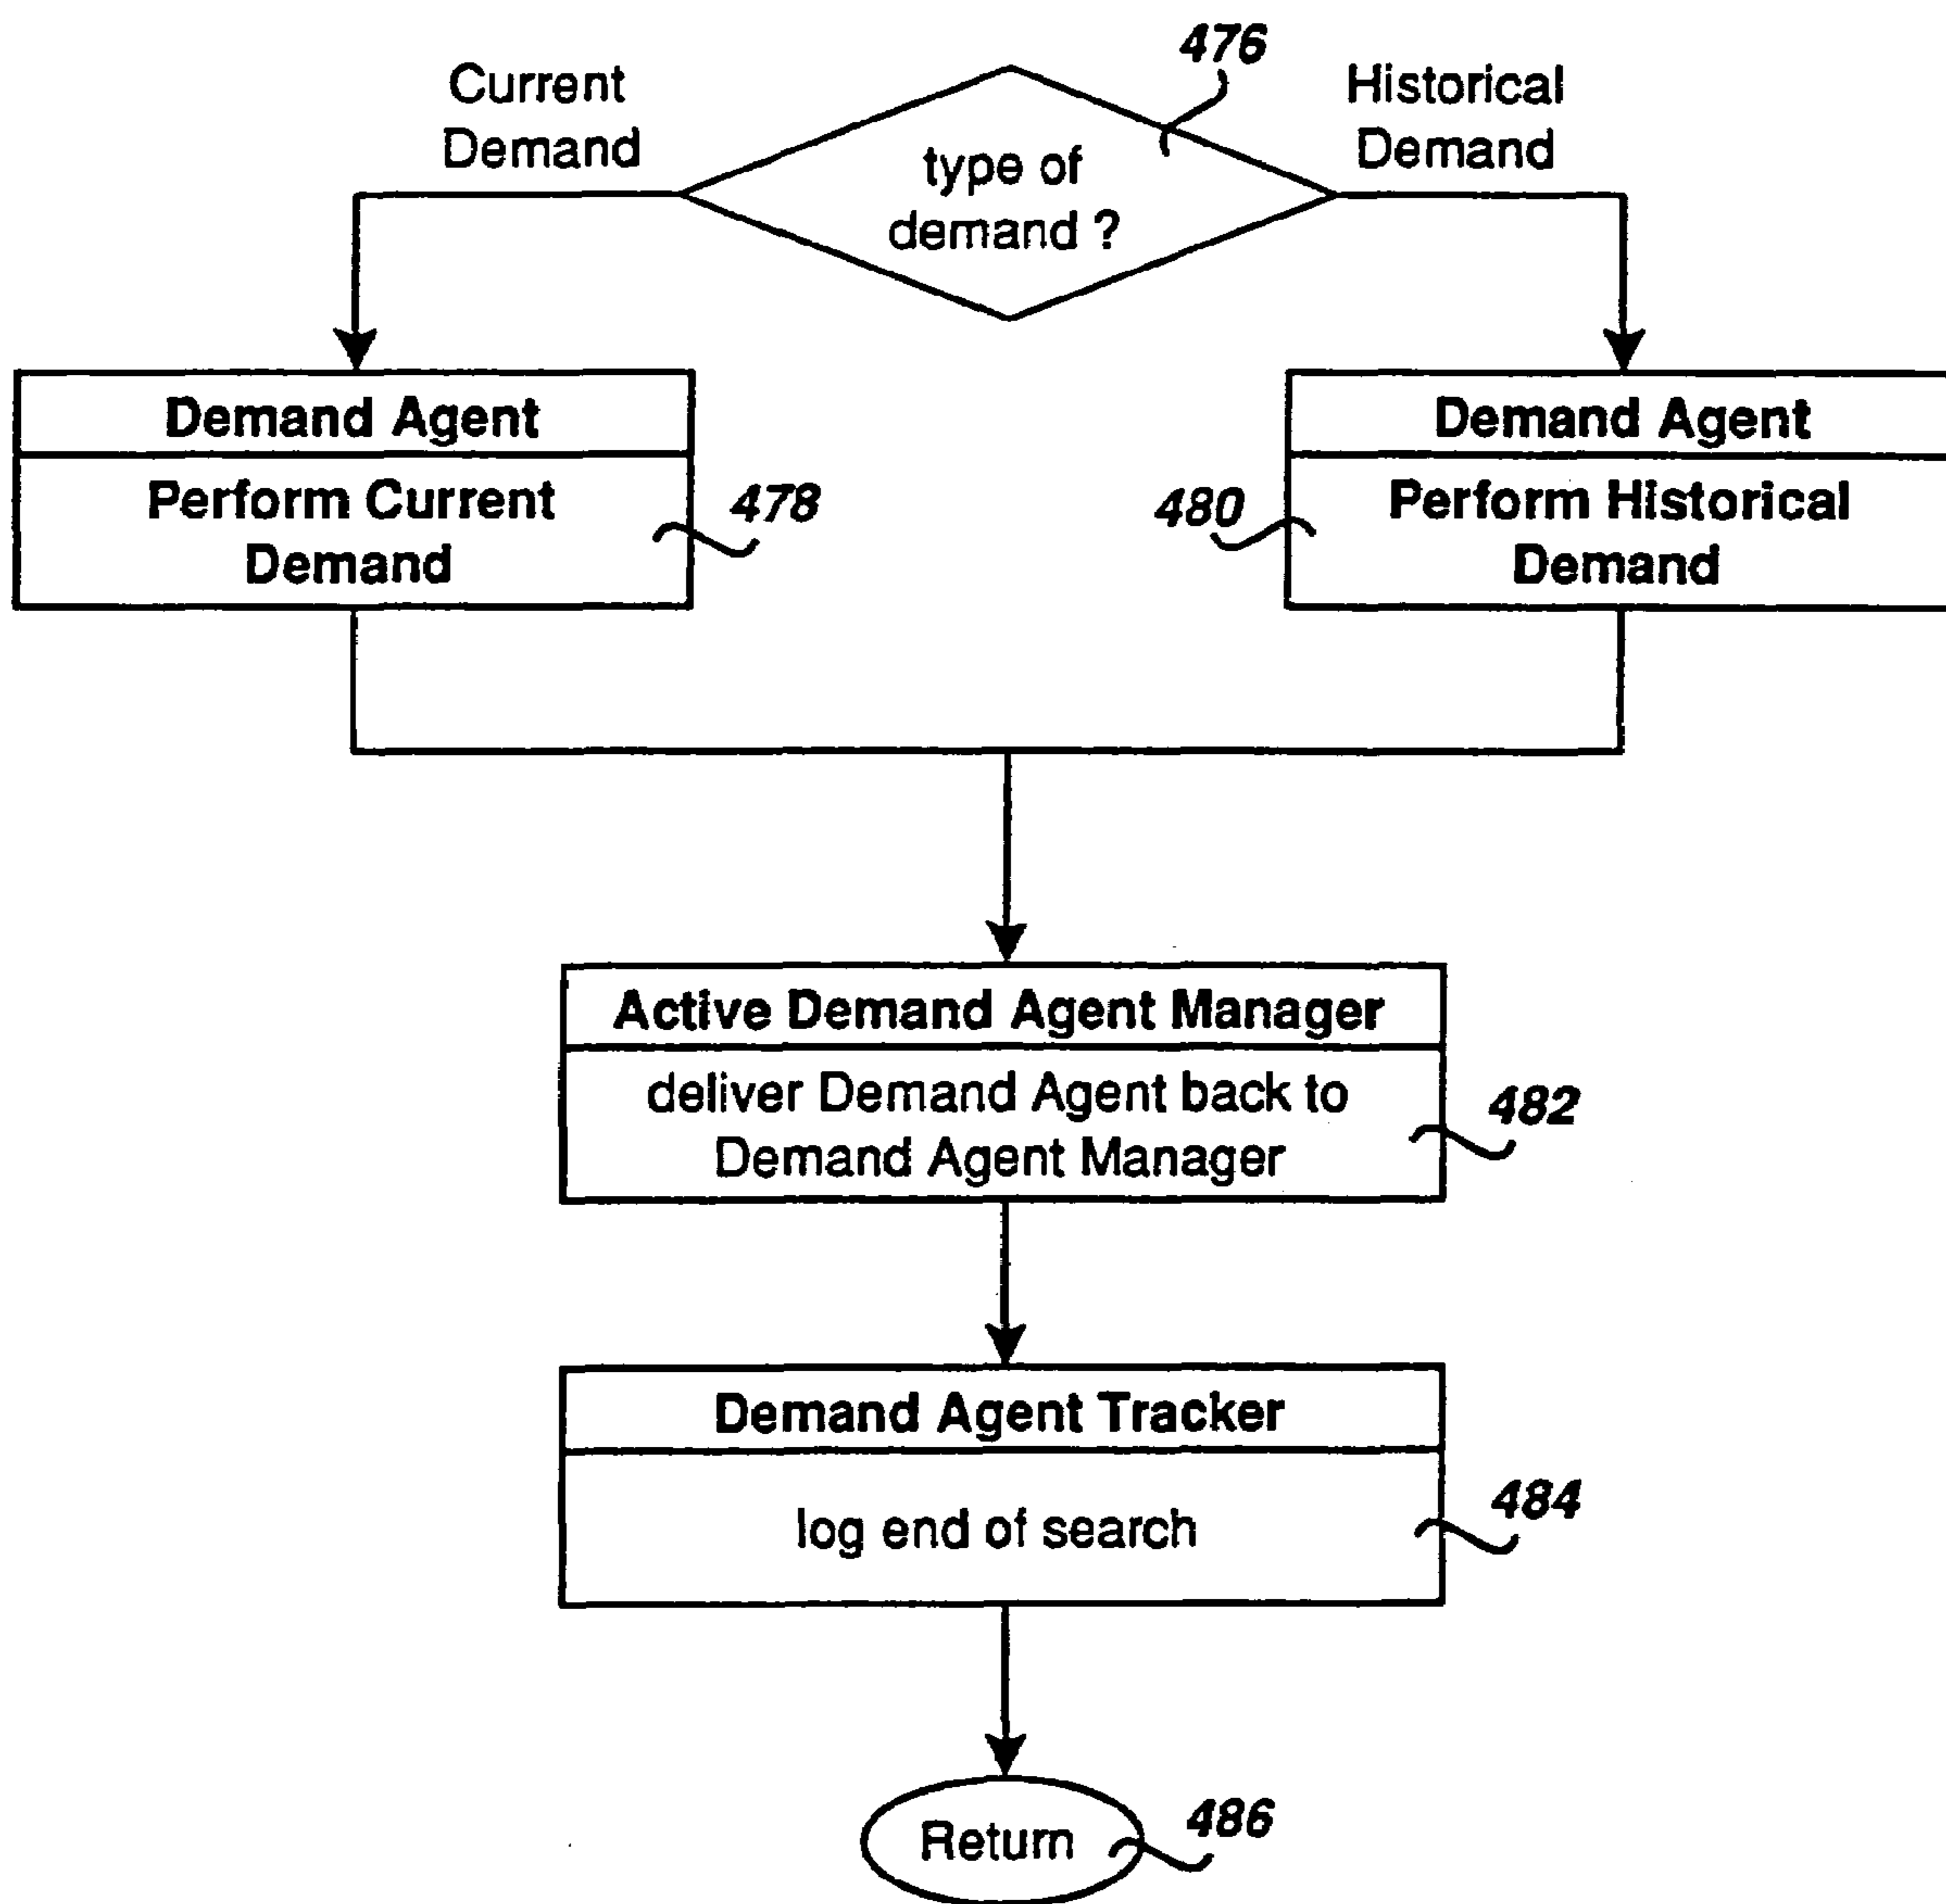 476
Current
Demand
Historical
Demand
type of
demand ?
Demand Agent
Perform Current
Demand
478
Demand Agent
480
Perform Historical
Demand
Active Demand Agent Manager
deliver Demand Agent back to
Demand Agent Manager
482
Demand Agent Tracker
log end of search
484
Return
486